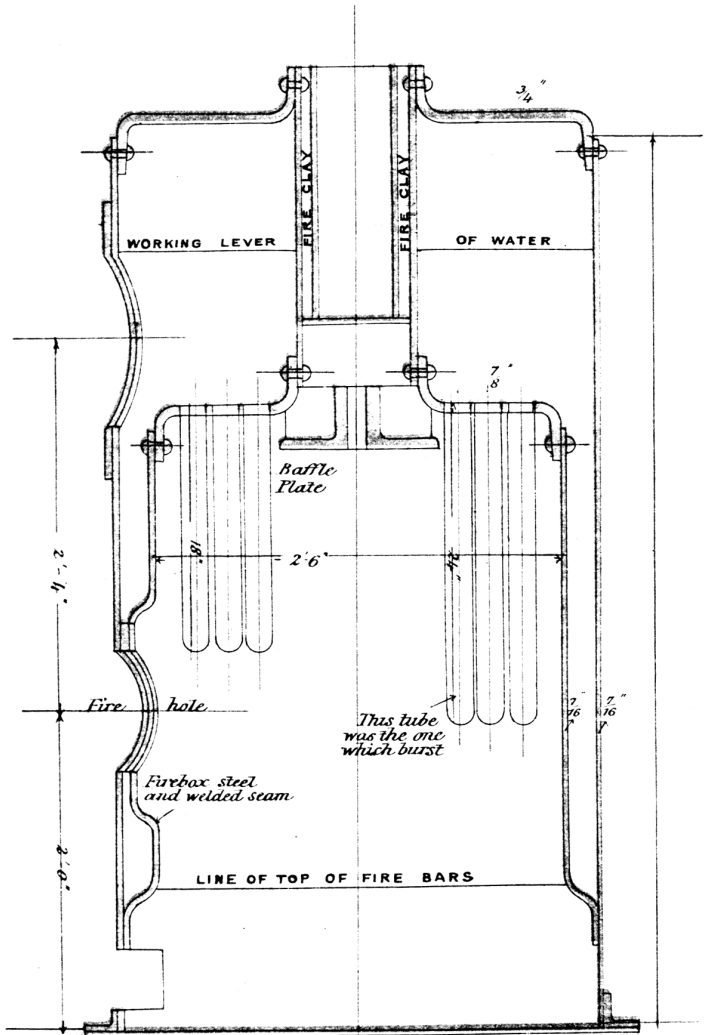 3/4"
FIRE CLAY
FIRE CLAY
WORKING LEVER
OF WATER
7/8"
Baffle
Plate
18"
2'-6"
24"
2'-4"
Fire hole
This tube
was the one
which burst
7/16"
7/16"
Firebox steel
and welded seam
2'0"
LINE OF TOP OF FIRE BARS